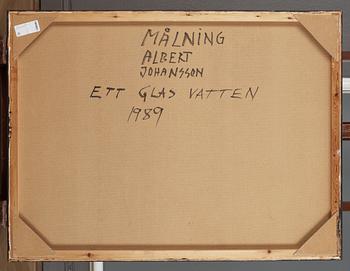 MÅLNING
ALBERT
JOHANSSON
ETT GLAS VATTEN
1989